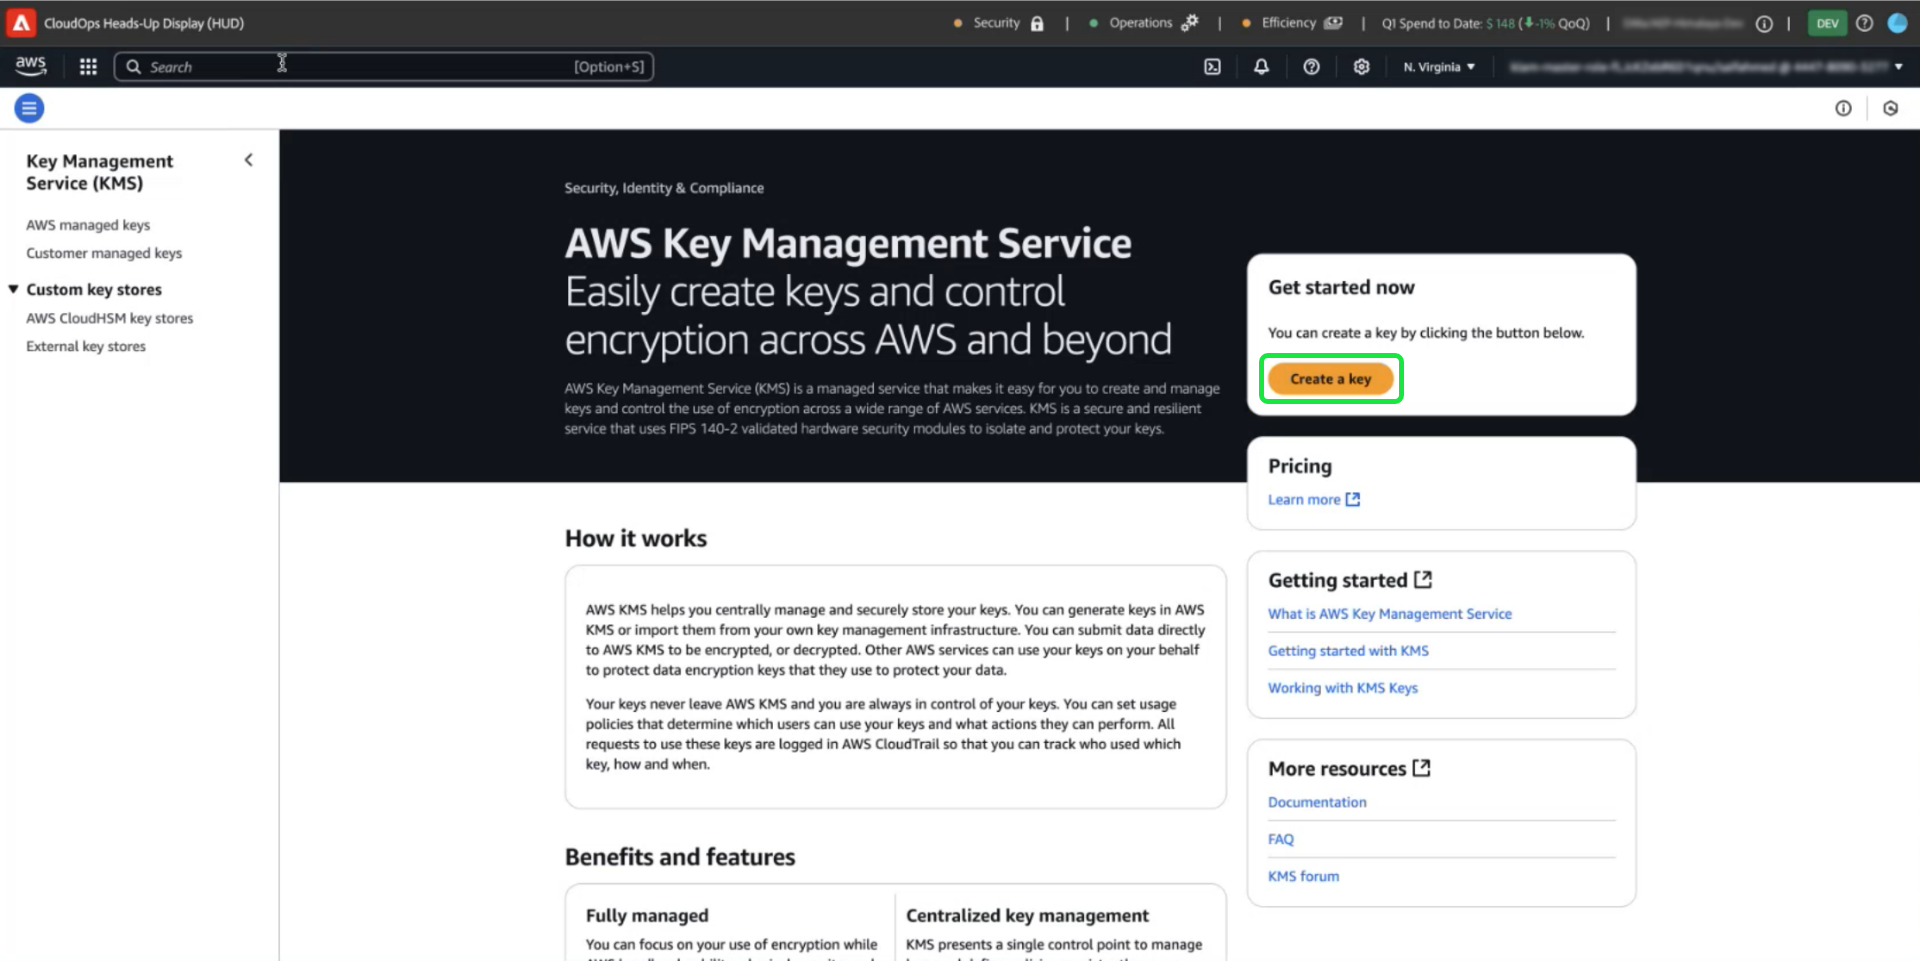 CloudOps Heads-Up Display (HUD)
Security | Operations | Efficiency | Q1 Spend to Date: $ 148 (-1% QoQ) | | DEV
aws Search [Option+S] N. Virginia
Key Management
Service (KMS)
AWS managed keys
Customer managed keys
Custom key stores
AWS CloudHSM key stores
External key stores
Security, Identity & Compliance
AWS Key Management Service
Easily create keys and control
encryption across AWS and beyond
AWS Key Management Service (KMS) is a managed service that makes it easy for you to create and manage
keys and control the use of encryption across a wide range of AWS services. KMS is a secure and resilient
service that uses FIPS 140-2 validated hardware security modules to isolate and protect your keys.
Get started now
You can create a key by clicking the button below.
Create a key
Pricing
Learn more
How it works
AWS KMS helps you centrally manage and securely store your keys. You can generate keys in AWS
KMS or import them from your own key management infrastructure. You can submit data directly
to AWS KMS to be encrypted, or decrypted. Other AWS services can use your keys on your behalf
to protect data encryption keys that they use to protect your data.
Your keys never leave AWS KMS and you are always in control of your keys. You can set usage
policies that determine which users can use your keys and what actions they can perform. All
requests to use these keys are logged in AWS CloudTrail so that you can track who used which
key, how and when.
Getting started
What is AWS Key Management Service
Getting started with KMS
Working with KMS Keys
More resources
Documentation
FAQ
KMS forum
Benefits and features
Fully managed
You can focus on your use of encryption while
Centralized key management
KMS presents a single control point to manage